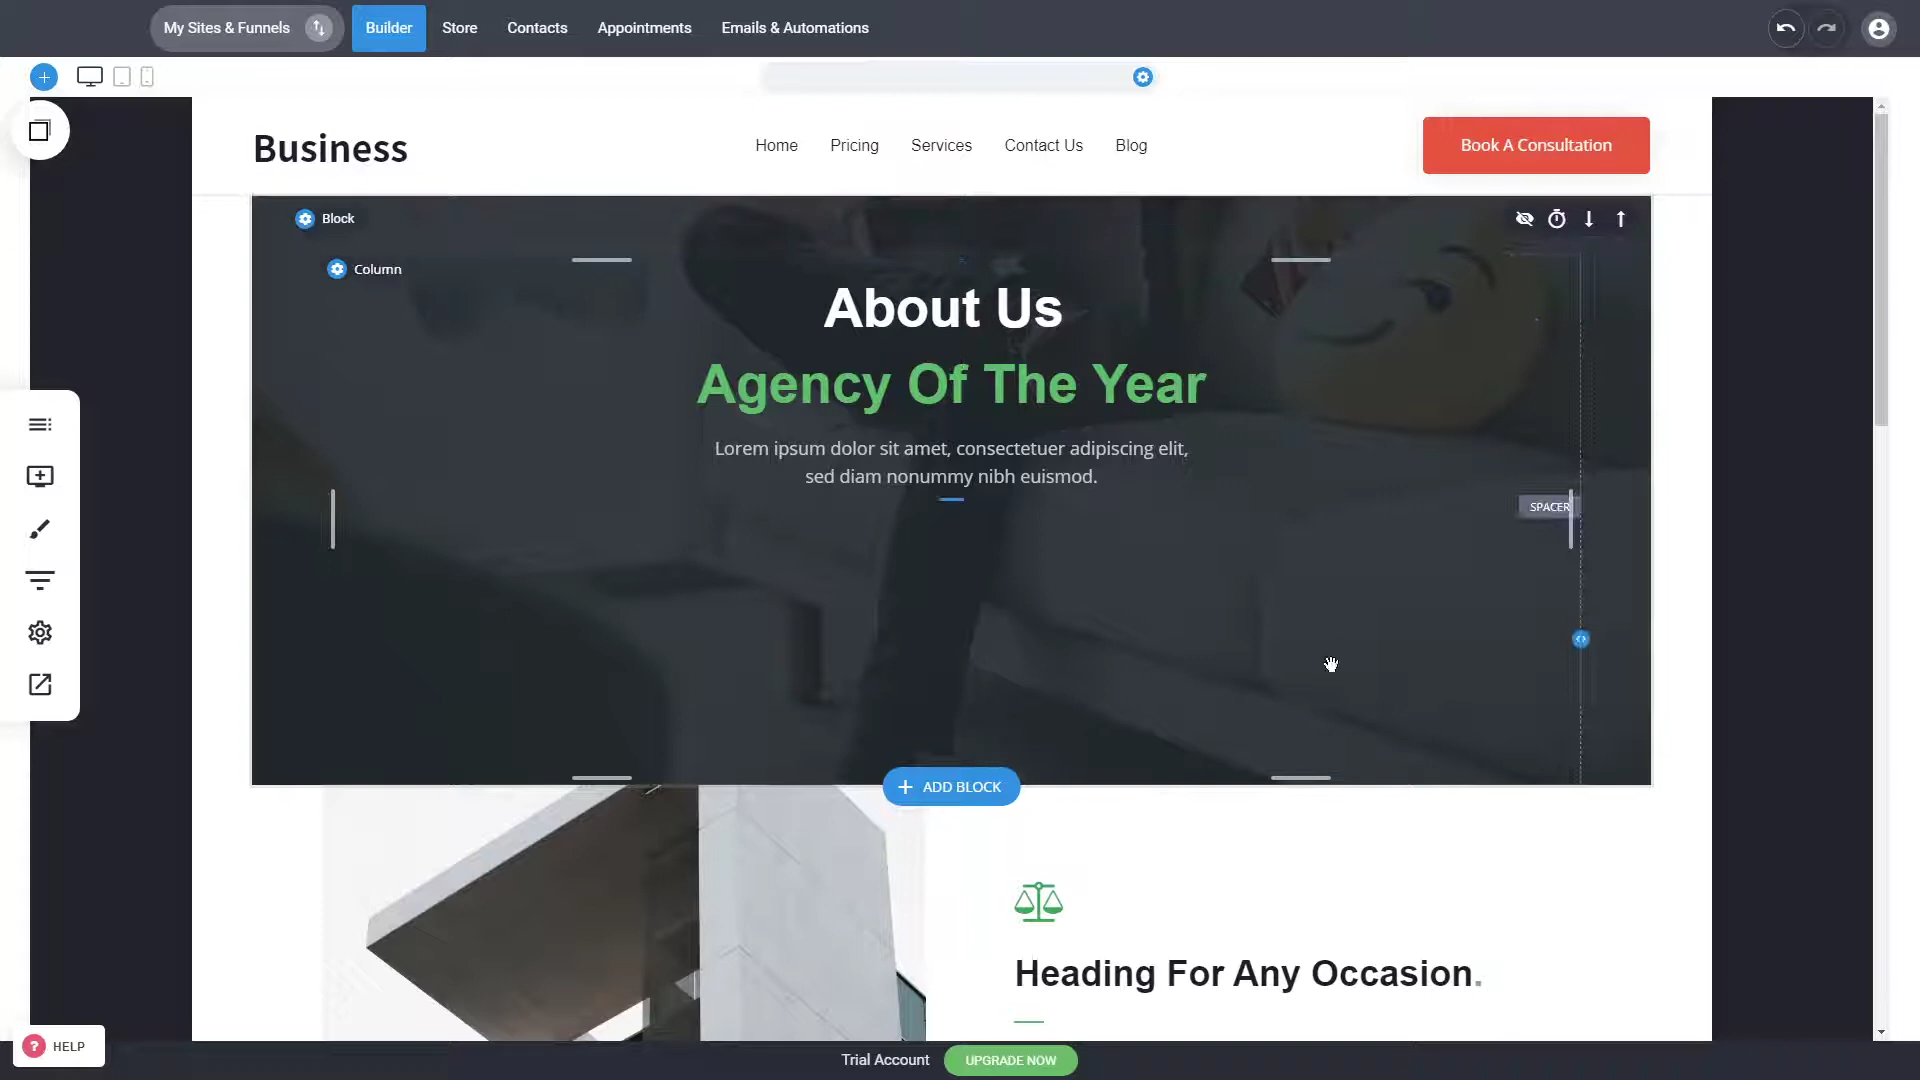 My Sites & Funnels
Builder
Store
Contacts
Appointments
Emails & Automations
Business
Home
Pricing
Services
Contact Us
Blog
Book A Consultation
Block
Column
About Us
Agency Of The Year
Lorem ipsum dolor sit amet, consectetuer adipiscing elit,
sed diam nonummy nibh euismod.
SPACER
+ ADD BLOCK
Heading For Any Occasion.
? HELP
Trial Account
UPGRADE NOW